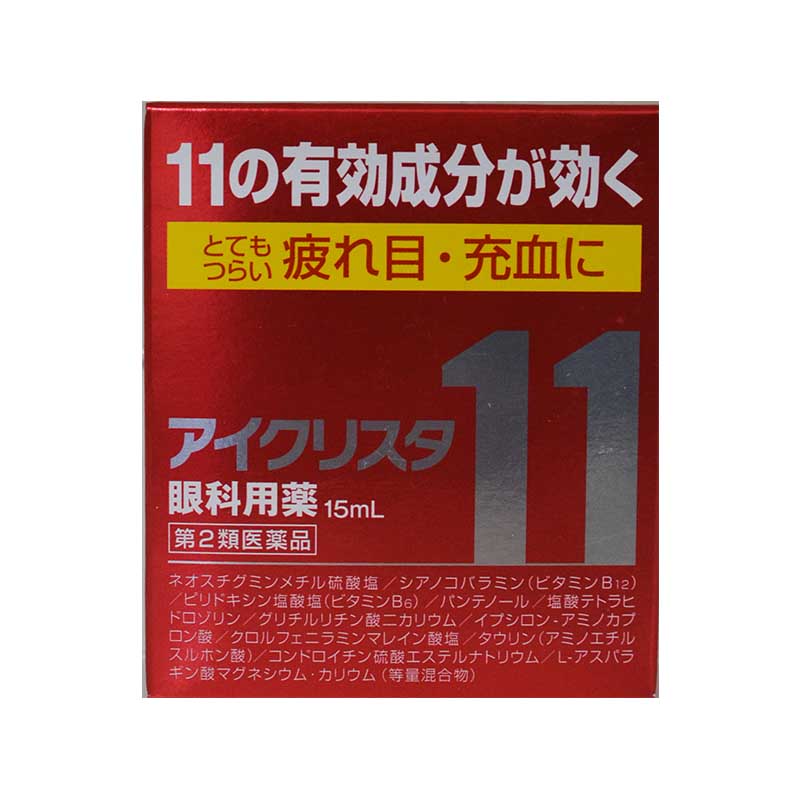 11の有効成分が効く
とても
つらい
疲れ目・充血に
11
アイクリスタ
眼科用薬 15mL
第2類医薬品
ネオスチグミンメチル硫酸塩/シアノコバラミン(ビタミンB12)
/ピリドキシン塩酸塩(ビタミンB6)/パンテノール/塩酸テトラヒ
ドロゾリン/グリチルリチン酸二カリウム/イプシロン-アミノカプ
ロン酸/クロルフェニラミンマレイン酸塩/タウリン(アミノエチル
スルホン酸)/コンドロイチン硫酸エステルナトリウム/L-アスパラ
ギン酸マグネシウム・カリウム(等量混合物)